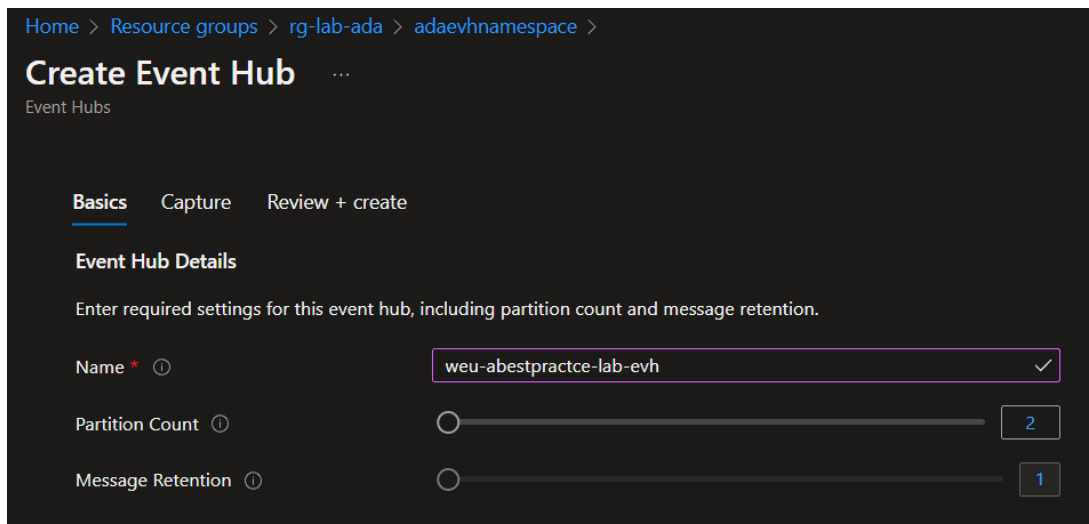 Home > Resource groups > rg-lab-ada > adaevhnamespace >
Create Event Hub ...
Event Hubs
Basics Capture Review + create
Event Hub Details
Enter required settings for this event hub, including partition count and message retention.
Name * weu-abestpractce-lab-evh
Partition Count 2
Message Retention 1